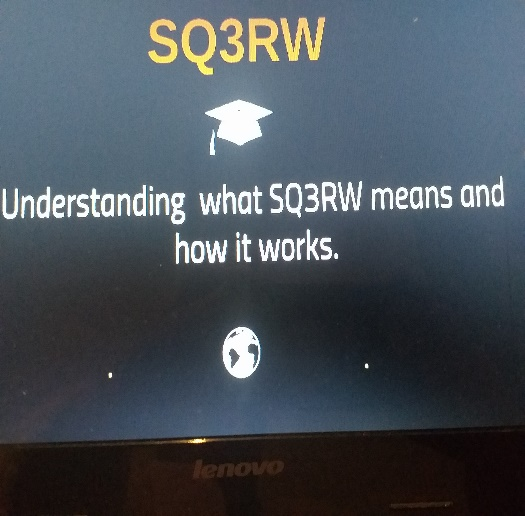 SQ3RW
Understanding what SQ3RW means and
how it works.
lenovo